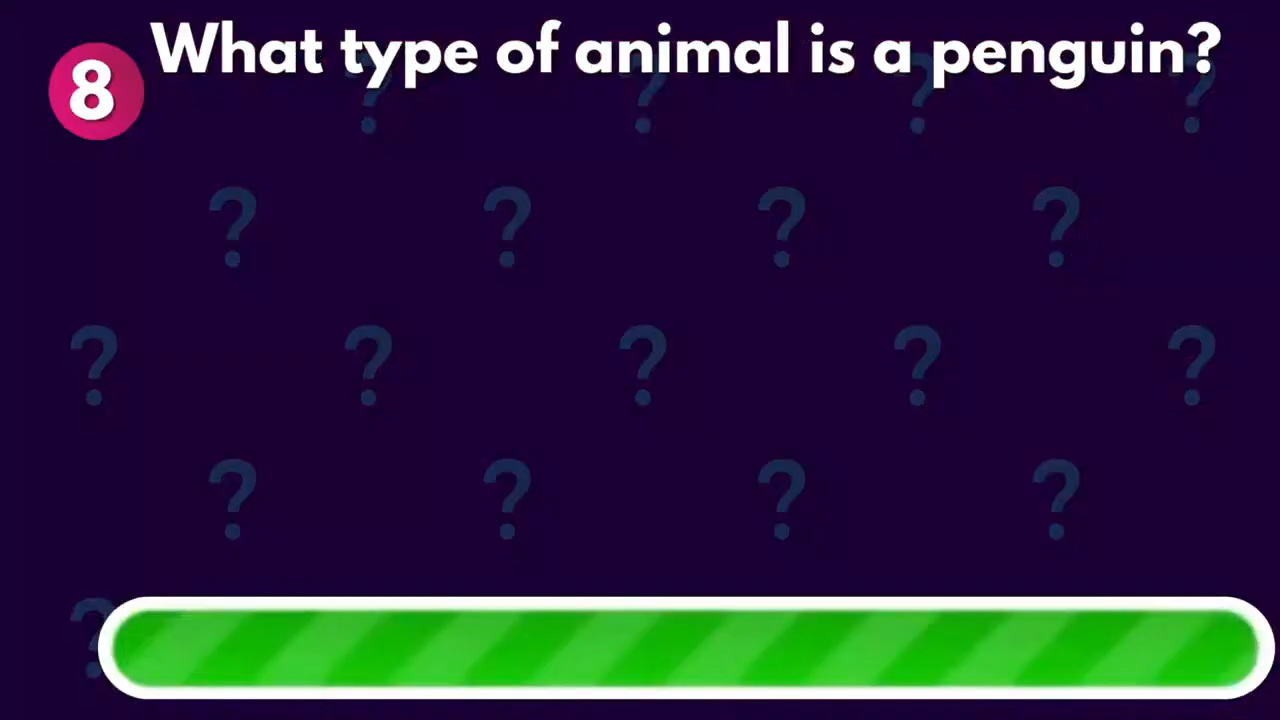 What type of animal is a penguin?
8
? ? ? ?
? ? ? ?
? ? ? ? ?
? ? ? ?
?